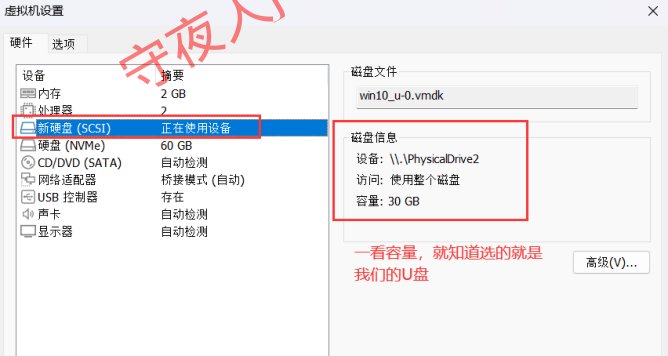 虚拟机设置
硬件 选项
守夜人
设备 摘要
内存 2 GB
处理器 2
新硬盘 (SCSI) 正在使用设备
硬盘 (NVMe) 60 GB
CD/DVD (SATA) 自动检测
网络适配器 桥接模式 (自动)
USB 控制器 存在
声卡 自动检测
显示器 自动检测
磁盘文件
win10_u-0.vmdk
磁盘信息
设备: \\.\PhysicalDrive2
访问: 使用整个磁盘
容量: 30 GB
一看容量，就知道选的就是
我们的U盘
高级(V)...